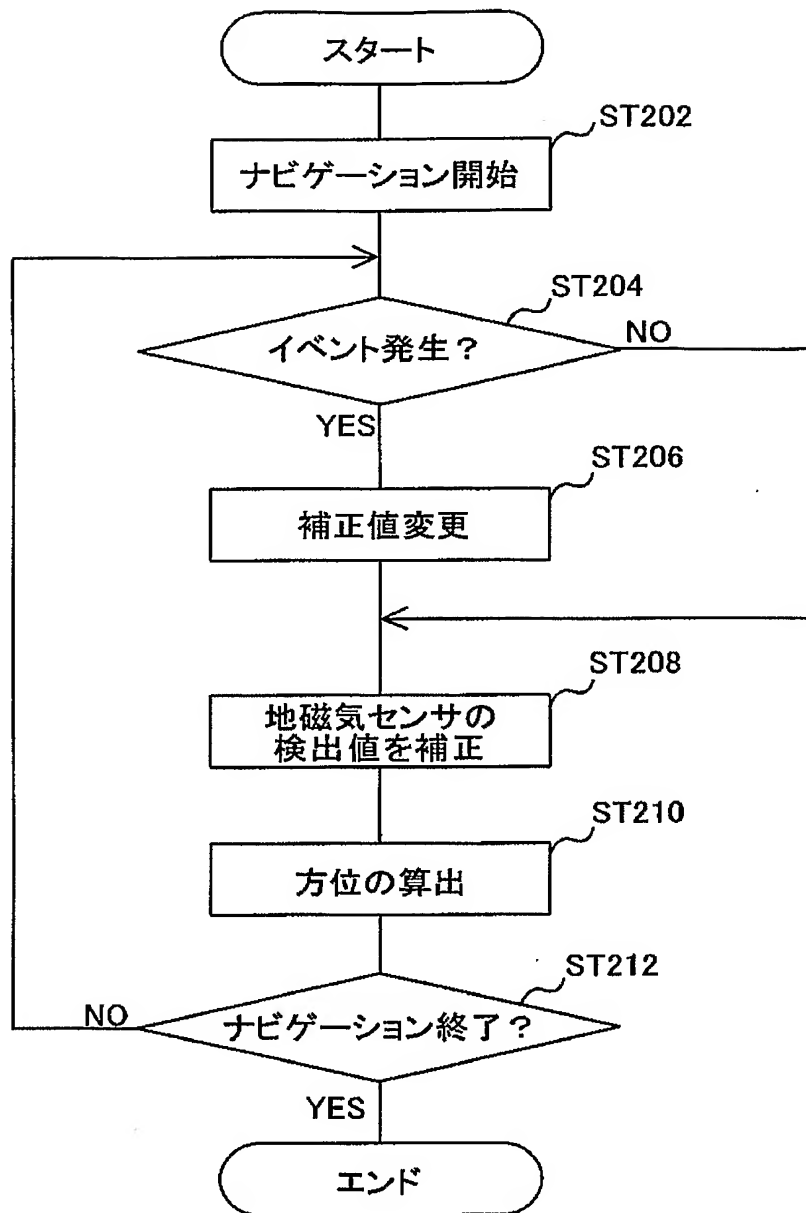 スタート
ST202
ナビゲーション開始
ST204
イベント発生？
NO
YES
ST206
補正値変更
ST208
地磁気センサの
検出値を補正
ST210
方位の算出
ST212
ナビゲーション終了？
NO
YES
エンド